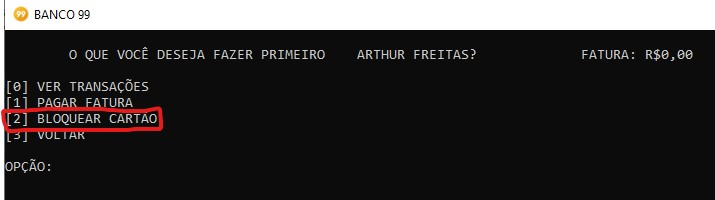 99 BANCO 99
O QUE VOCÊ DESEJA FAZER PRIMEIRO ARTHUR FREITAS? FATURA: R$0,00
[0] VER TRANSAÇÕES
[1] PAGAR FATURA
[2] BLOQUEAR CARTÃO
[3] VOLTAR
OPÇÃO: